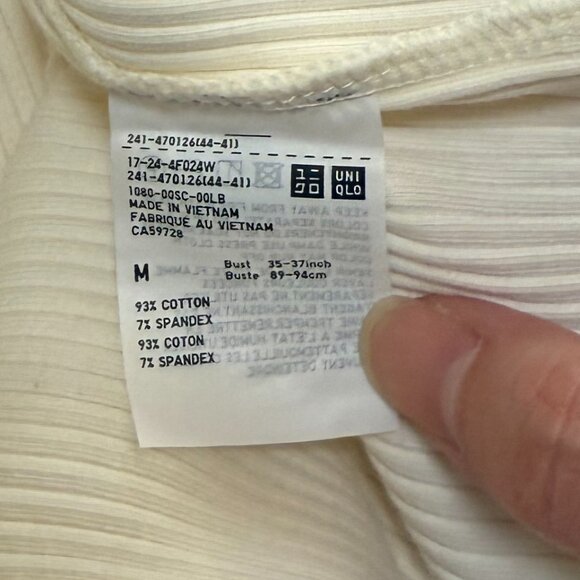 241-470126(44-41)
17-24-4F024W
241-470126(44-41)
ユニ
クロ
UNI
QLO
1080-00SC-00LB
MADE IN VIETNAM
FABRIQUÉ AU VIETNAM
CA59728
M
Bust 35-37inch
Buste 89-94cm
93% COTTON
7% SPANDEX
93% COTON
7% SPANDEX